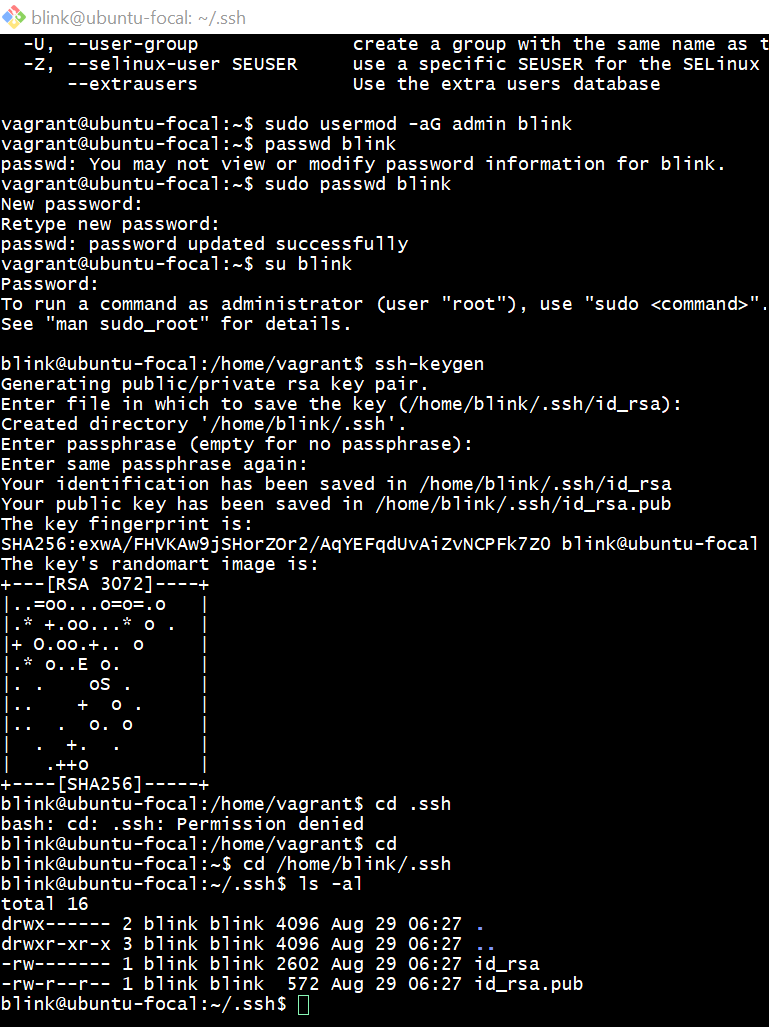 blink@ubuntu-focal: ~/.ssh
-U, --user-group create a group with the same name as t
-Z, --selinux-user SEUSER use a specific SEUSER for the SELinux
--extrausers Use the extra users database
vagrant@ubuntu-focal:~$ sudo usermod -aG admin blink
vagrant@ubuntu-focal:~$ passwd blink
passwd: You may not view or modify password information for blink.
vagrant@ubuntu-focal:~$ sudo passwd blink
New password:
Retype new password:
passwd: password updated successfully
vagrant@ubuntu-focal:~$ su blink
Password:
To run a command as administrator (user "root"), use "sudo <command>".
See "man sudo_root" for details.
blink@ubuntu-focal:/home/vagrant$ ssh-keygen
Generating public/private rsa key pair.
Enter file in which to save the key (/home/blink/.ssh/id_rsa):
Created directory '/home/blink/.ssh'.
Enter passphrase (empty for no passphrase):
Enter same passphrase again:
Your identification has been saved in /home/blink/.ssh/id_rsa
Your public key has been saved in /home/blink/.ssh/id_rsa.pub
The key fingerprint is:
SHA256:exwA/FHVKAw9jSHorZOr2/AqYEFqdUvAiZvNCPFk7Z0 blink@ubuntu-focal
The key's randomart image is:
+---[RSA 3072]----+
|..=oo...o=o=.o   |
|.* +.oo...* o .  |
|+ O.oo.+.. o     |
|.* o..E o.       |
|. .    oS .      |
|..    +  o .     |
|..  .  o. o      |
|  .  +.  .       |
|   .++o          |
+----[SHA256]-----+
blink@ubuntu-focal:/home/vagrant$ cd .ssh
bash: cd: .ssh: Permission denied
blink@ubuntu-focal:/home/vagrant$ cd
blink@ubuntu-focal:~$ cd /home/blink/.ssh
blink@ubuntu-focal:~/.ssh$ ls -al
total 16
drwx------ 2 blink blink 4096 Aug 29 06:27 .
drwxr-xr-x 3 blink blink 4096 Aug 29 06:27 ..
-rw------- 1 blink blink 2602 Aug 29 06:27 id_rsa
-rw-r--r-- 1 blink blink  572 Aug 29 06:27 id_rsa.pub
blink@ubuntu-focal:~/.ssh$